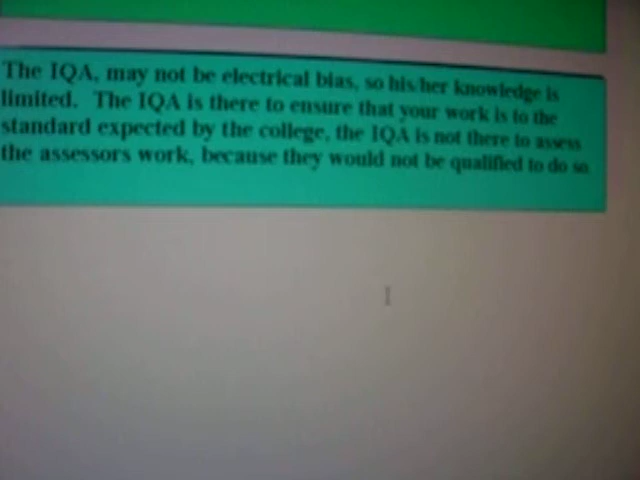 The IQA, may not be electrical bias, so his/her knowledge is
limited. The IQA is there to ensure that your work is to the
standard expected by the college, the IQA is not there to assess
the assessors work, because they would not be qualified to do so